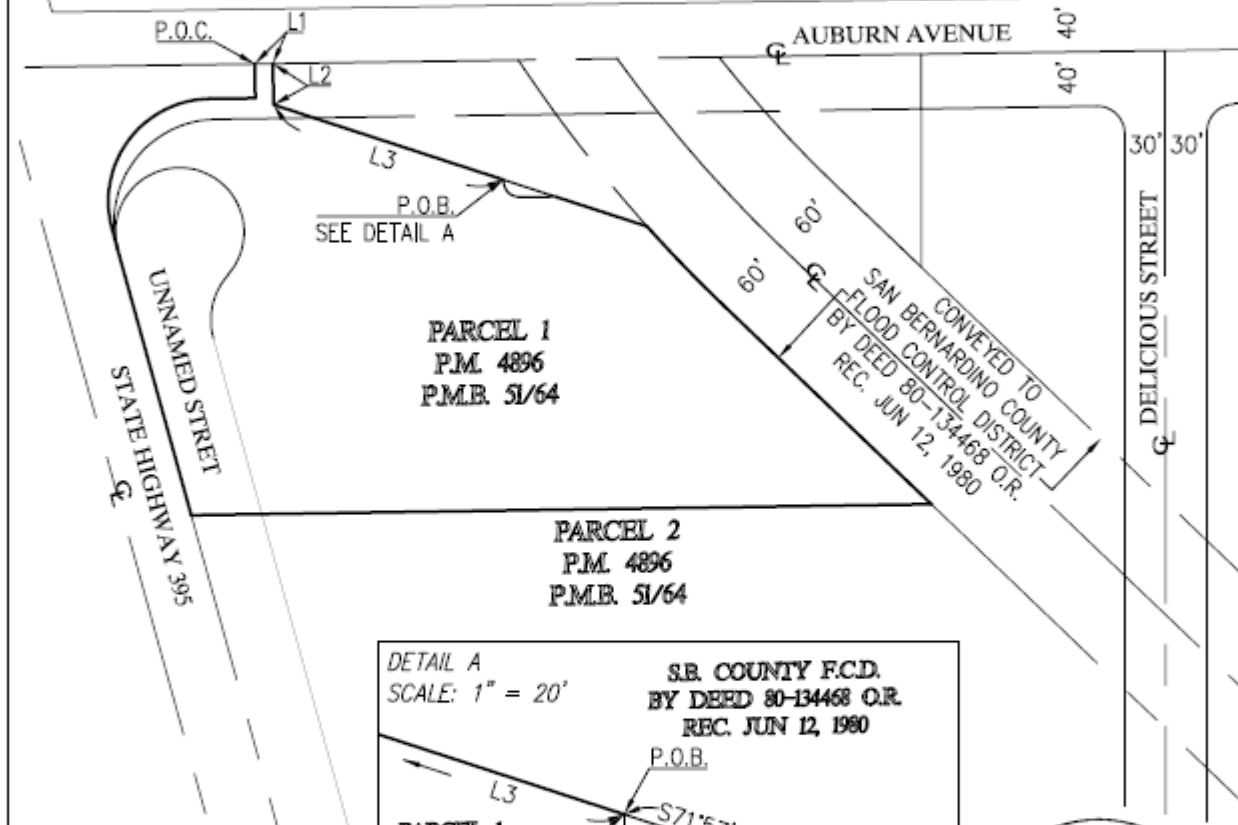 P.O.C.
L1
L2
℄ AUBURN AVENUE
40'
40'
L3
P.O.B.
SEE DETAIL A
30' 30'
60'
60'
℄
CONVEYED TO
SAN BERNARDINO COUNTY
FLOOD CONTROL DISTRICT
BY DEED 80-134468 O.R.
REC. JUN 12, 1980
DELICIOUS STREET
℄
UNNAMED STRET
STATE HIGHWAY 395
℄
PARCEL 1
P.M. 4896
P.M.B. 51/64
PARCEL 2
P.M. 4896
P.M.B. 51/64
DETAIL A
SCALE: 1" = 20'
S.B. COUNTY F.C.D.
BY DEED 80-134468 O.R.
REC. JUN 12, 1980
P.O.B.
L3